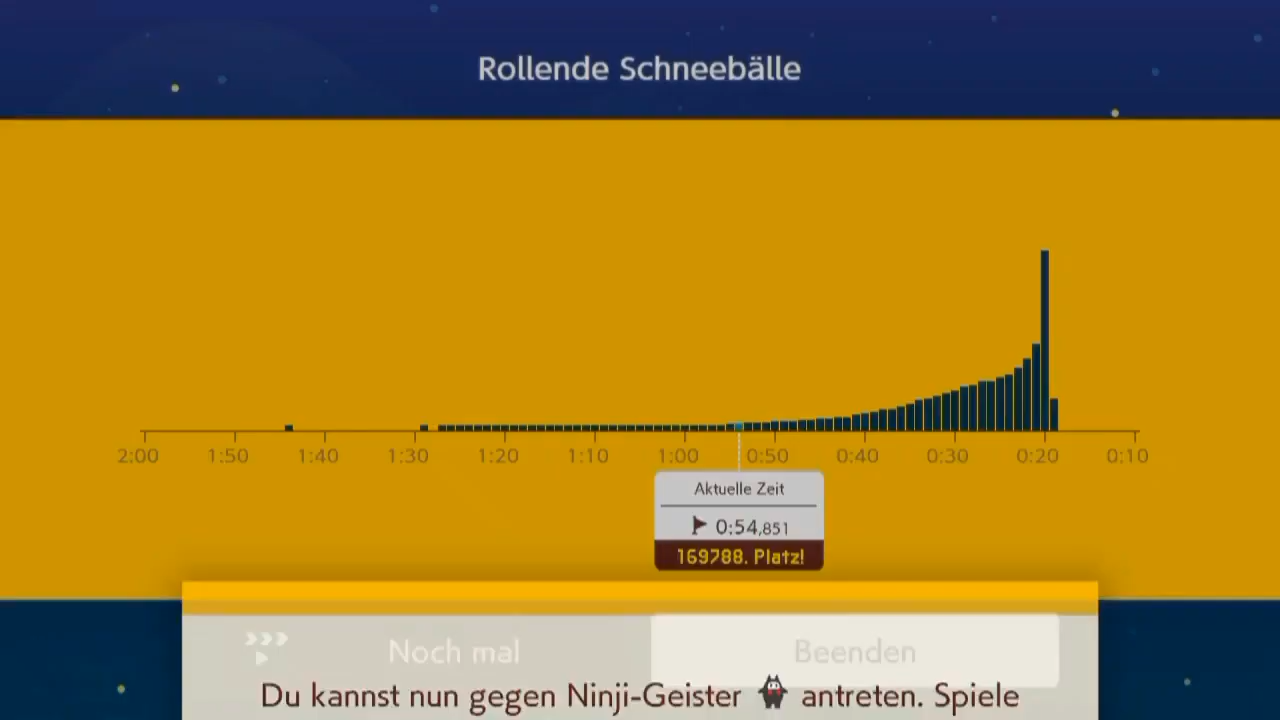 Rollende Schneebälle
2:00 1:50 1:40 1:30 1:20 1:10 1:00 0:50 0:40 0:30 0:20 0:10
Aktuelle Zeit
0:54,851
169788. Platz!
Noch mal
Beenden
Du kannst nun gegen Ninji-Geister antreten. Spiele